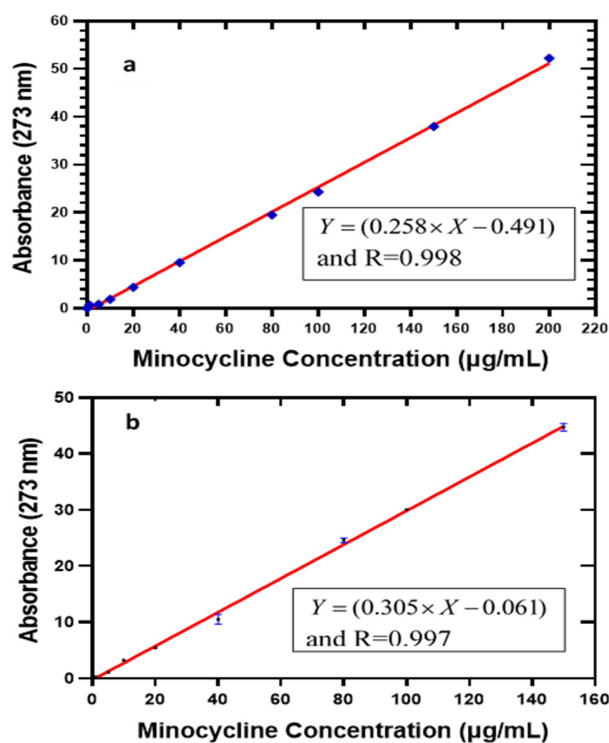 a
60
50
40
30
20
10
0
Absorbance (273 nm)
Y = (0.258 × X − 0.491)
and R=0.998
0 20 40 60 80 100 120 140 160 180 200 220
Minocycline Concentration (µg/mL)
b
50
40
30
20
10
0
Absorbance (273 nm)
Y = (0.305 × X − 0.061)
and R=0.997
0 20 40 60 80 100 120 140 160
Minocycline Concentration (µg/mL)